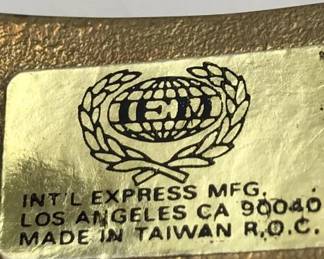 IEM
INT'L EXPRESS MFG.
LOS ANGELES CA 90040
MADE IN TAIWAN R.O.C.